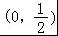 (0, 1/2)